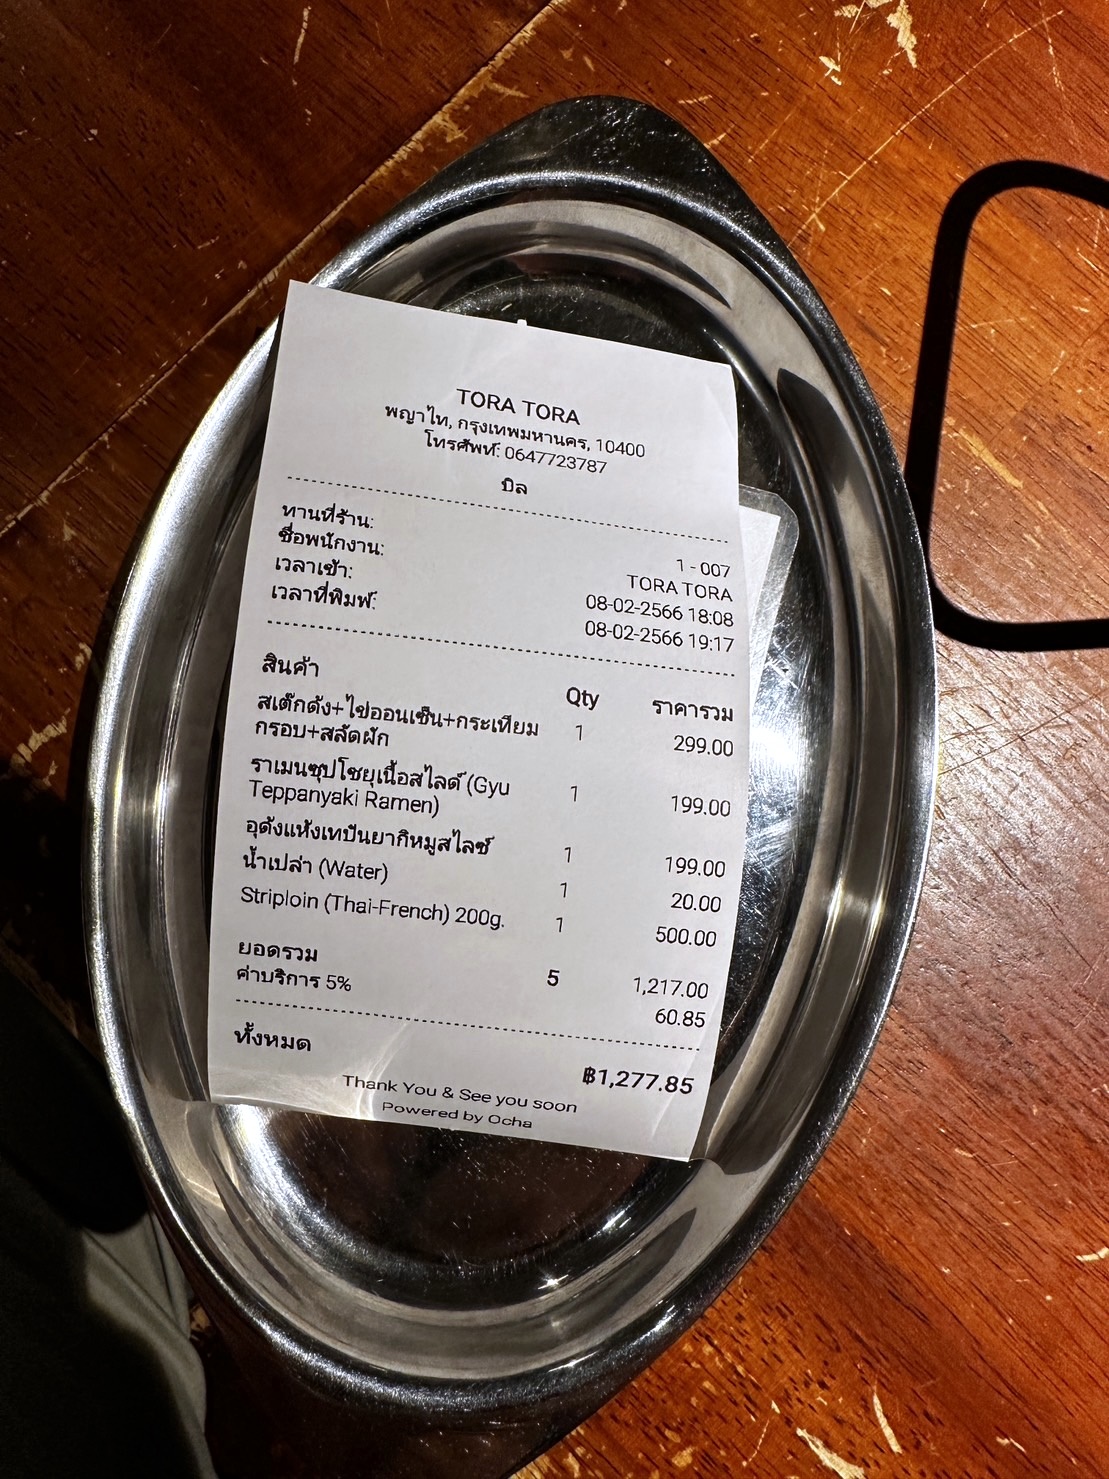 TORA TORA
พญาไท, กรุงเทพมหานคร, 10400
โทรศัพท์: 0647723787
บิล
ทานที่ร้าน: 1 - 007
ชื่อพนักงาน: TORA TORA
เวลาเข้า: 08-02-2566 18:08
เวลาที่พิมพ์: 08-02-2566 19:17
สินค้า Qty ราคารวม
สเต๊กดัง+ไข่ออนเซ็น+กระเทียม 1 299.00
กรอบ+สลัดผัก
ราเมนซุปโชยุเนื้อสไลด์ (Gyu 1 199.00
Teppanyaki Ramen)
อุด้งแห้งเทปันยากิหมูสไลซ์ 1 199.00
น้ำเปล่า (Water) 1 20.00
Striploin (Thai-French) 200g. 1 500.00
ยอดรวม 5 1,217.00
ค่าบริการ 5% 60.85
ทั้งหมด ฿1,277.85
Thank You & See you soon
Powered by Ocha